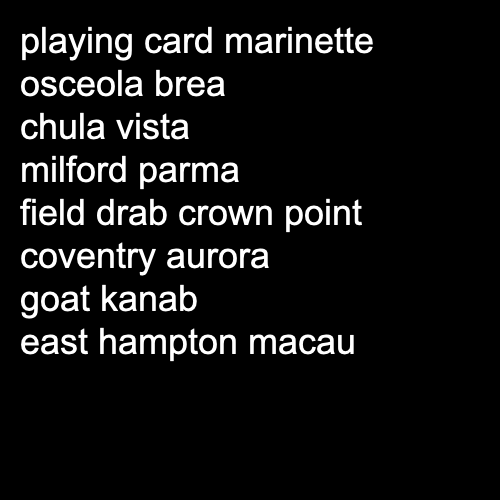 playing card marinette
osceola brea
chula vista
milford parma
field drab crown point
coventry aurora
goat kanab
east hampton macau